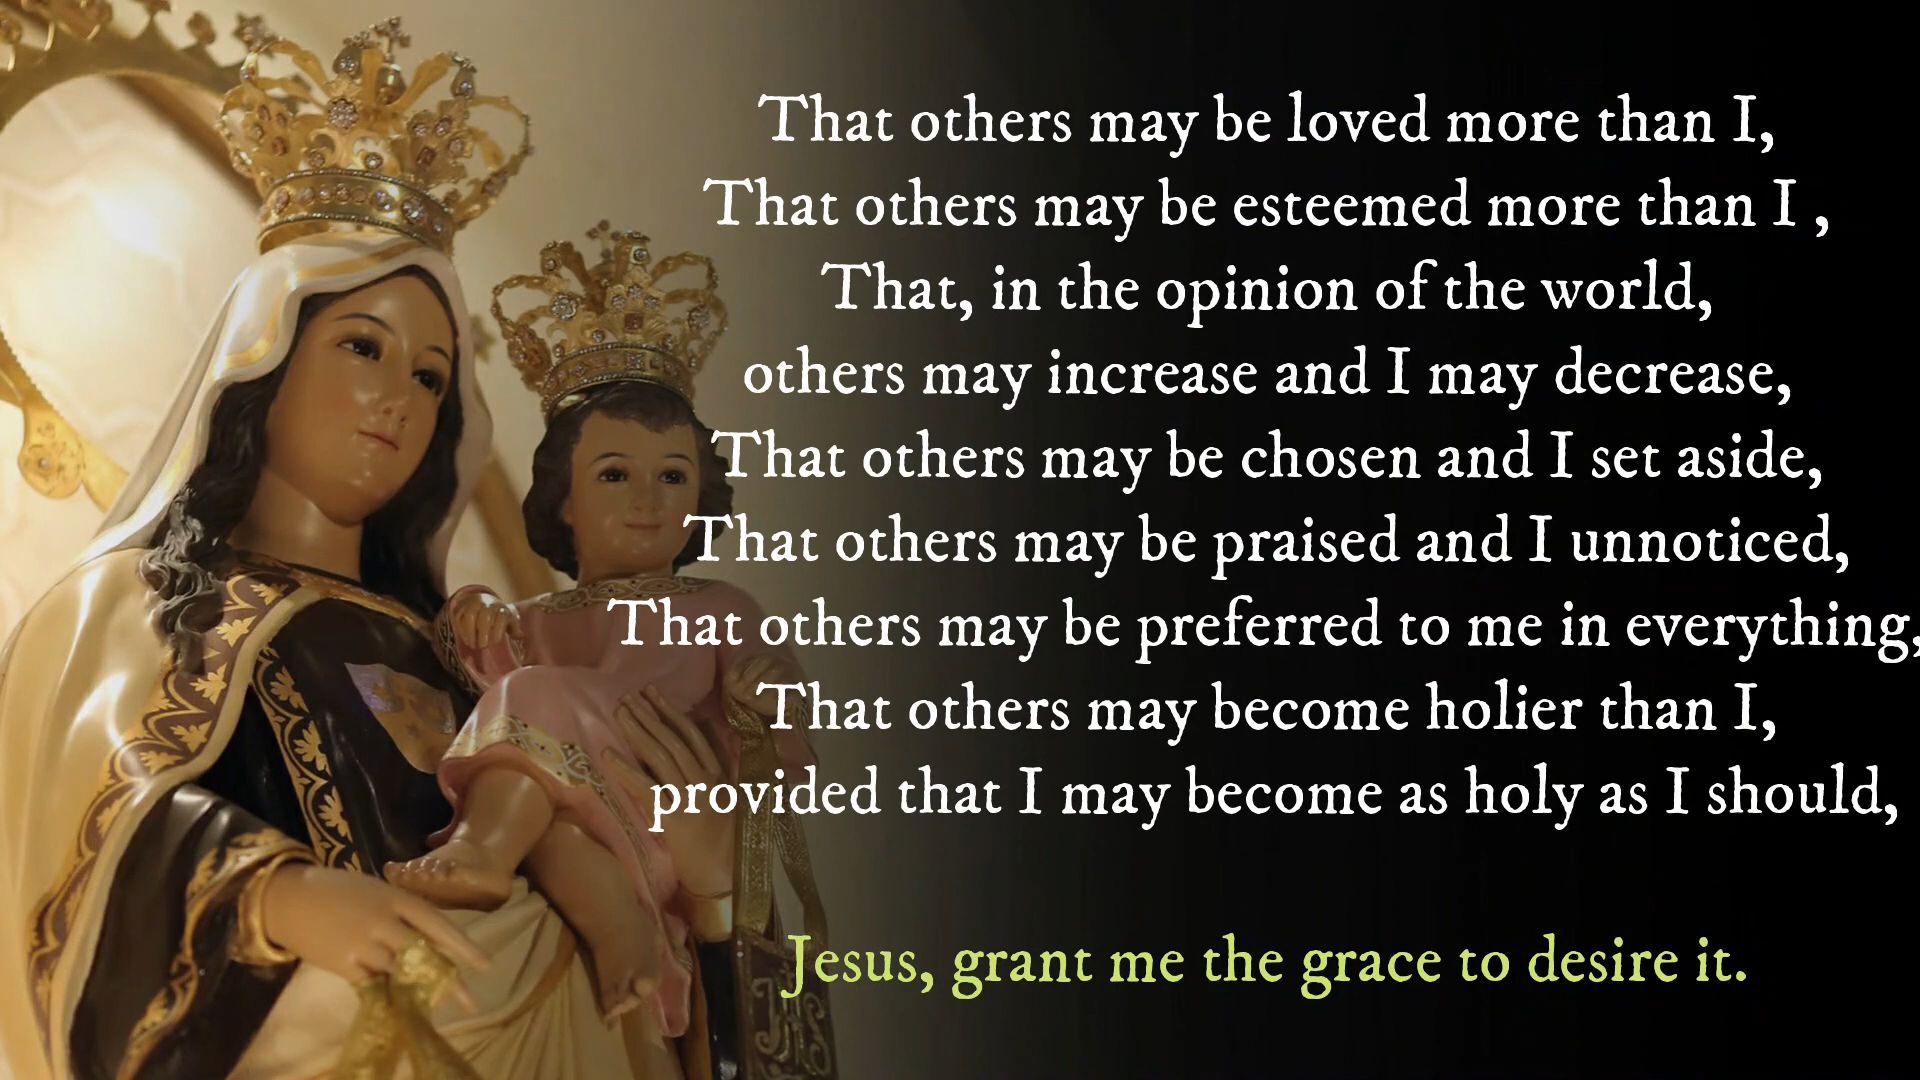 That others may be loved more than I,
That others may be esteemed more than I ,
That, in the opinion of the world,
others may increase and I may decrease,
That others may be chosen and I set aside,
That others may be praised and I unnoticed,
That others may be preferred to me in everything,
That others may become holier than I,
provided that I may become as holy as I should,
Jesus, grant me the grace to desire it.
JHS